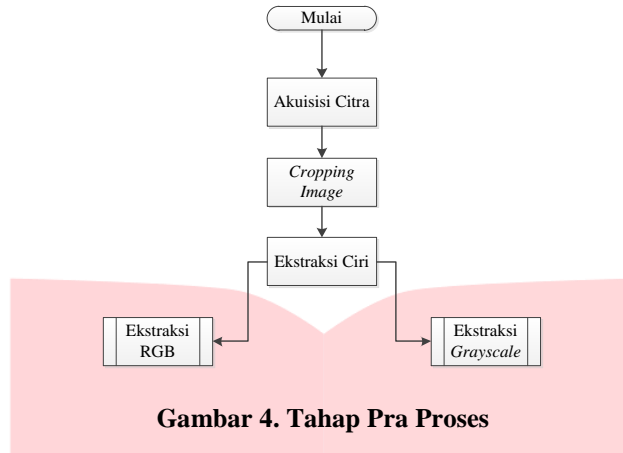 Mulai
Akuisisi Citra
Cropping
Image
Ekstraksi Ciri
Ekstraksi
RGB
Ekstraksi
Grayscale
Gambar 4. Tahap Pra Proses